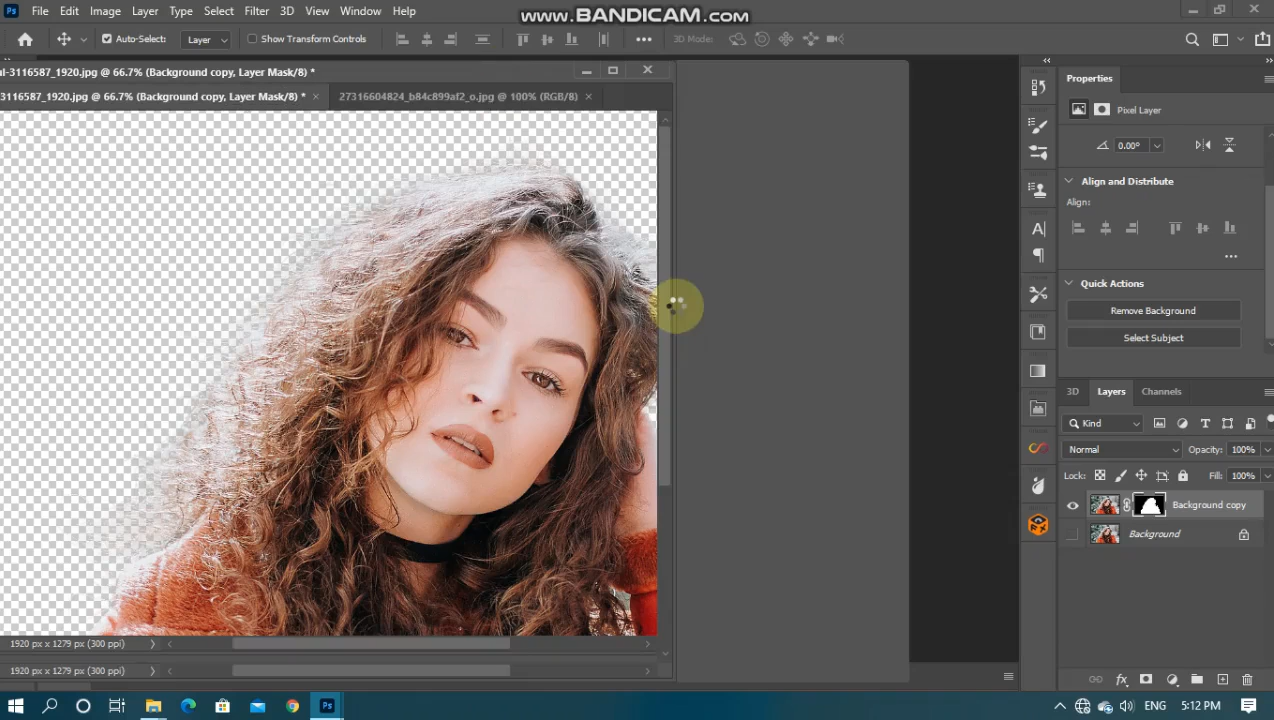 www.BANDICAM.com
Ps File Edit Image Layer Type Select Filter 3D View Window Help
Auto-Select: Layer Show Transform Controls 3D Mode:
ul-3116587_1920.jpg @ 66.7% (Background copy, Layer Mask/8) *
3116587_1920.jpg @ 66.7% (Background copy, Layer Mask/8) * × 27316604824_b84c899af2_o.jpg @ 100% (RGB/8) ×
Properties
Pixel Layer
0.00°
Align and Distribute
Align:
Quick Actions
Remove Background
Select Subject
3D Layers Channels
Kind
Normal Opacity: 100%
Lock: Fill: 100%
Background copy
Background
1920 px x 1279 px (300 ppi)
1920 px x 1279 px (300 ppi)
Ps ENG 5:12 PM